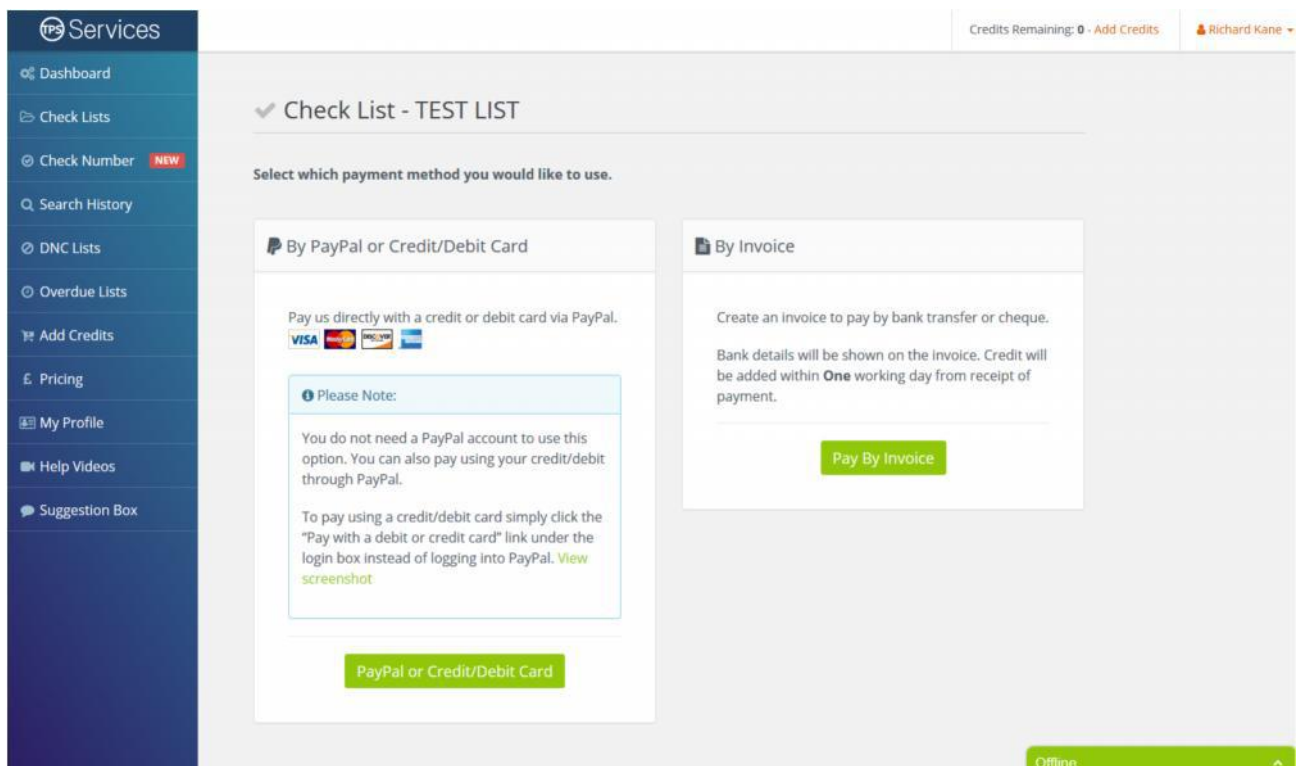 TPS Services
Credits Remaining: 0 - Add Credits
Richard Kane
Dashboard
Check Lists
Check Number NEW
Search History
DNC Lists
Overdue Lists
Add Credits
£ Pricing
My Profile
Help Videos
Suggestion Box
Check List - TEST LIST
Select which payment method you would like to use.
By PayPal or Credit/Debit Card
Pay us directly with a credit or debit card via PayPal.
VISA MasterCard DISCOVER
Please Note:
You do not need a PayPal account to use this
option. You can also pay using your credit/debit
through PayPal.
To pay using a credit/debit card simply click the
“Pay with a debit or credit card” link under the
login box instead of logging into PayPal. View
screenshot
PayPal or Credit/Debit Card
By Invoice
Create an invoice to pay by bank transfer or cheque.
Bank details will be shown on the invoice. Credit will
be added within One working day from receipt of
payment.
Pay By Invoice
Offline